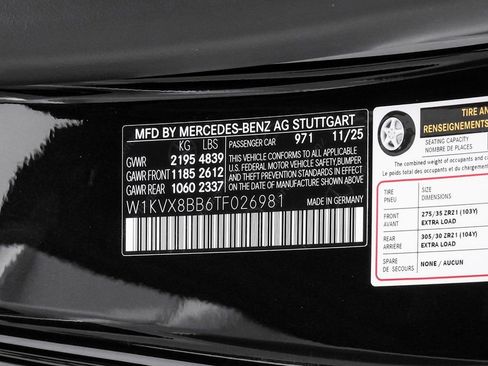 MFD BY MERCEDES-BENZ AG STUTTGART
KG LBS PASSENGER CAR 971 11/25
GWR 2195 4839
GAWR FRONT 1185 2612
GAWR REAR 1060 2337
THIS VEHICLE CONFORMS TO ALL APPLICABLE
U.S. FEDERAL MOTOR VEHICLE SAFETY,BUMPER
AND THEFT PREVENTION STANDARDS IN EFFECT
ON THE DATE OF MANUFACTURE SHOWN ABOVE.
W1KVX8BB6TF026981 MADE IN GERMANY
TIRE AN
RENSEIGNEMENTS
SEATING CAPACITY
NOMBRE DE PLACES
The combined weight of occupants and ca
Le poids total des occupants et du c
TIRE SIZE
PNEU DIMENSIONS
FRONT 275/35 ZR21 (103Y)
AVANT EXTRA LOAD
REAR 305/30 ZRZ1 (104Y)
ARRIÈRE EXTRA LOAD
SPARE NONE / AUCUN
DE SECOURS